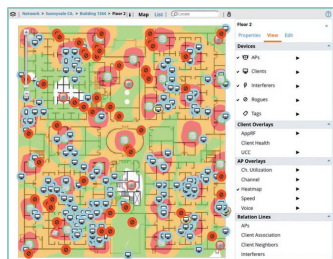 Network > Sunnyvale CA. > Building 1344 > Floor 2 | Map List | Locate
Floor 2
Properties View Edit
Devices
APs
Clients
Interferers
Rogues
Tags
Client Overlays
AppRF
Client Health
UCC
AP Overlays
Ch. Utilization
Channel
Heatmap
Speed
Voice
Relation Lines
APs
Client Association
Client Neighbors
Interferers